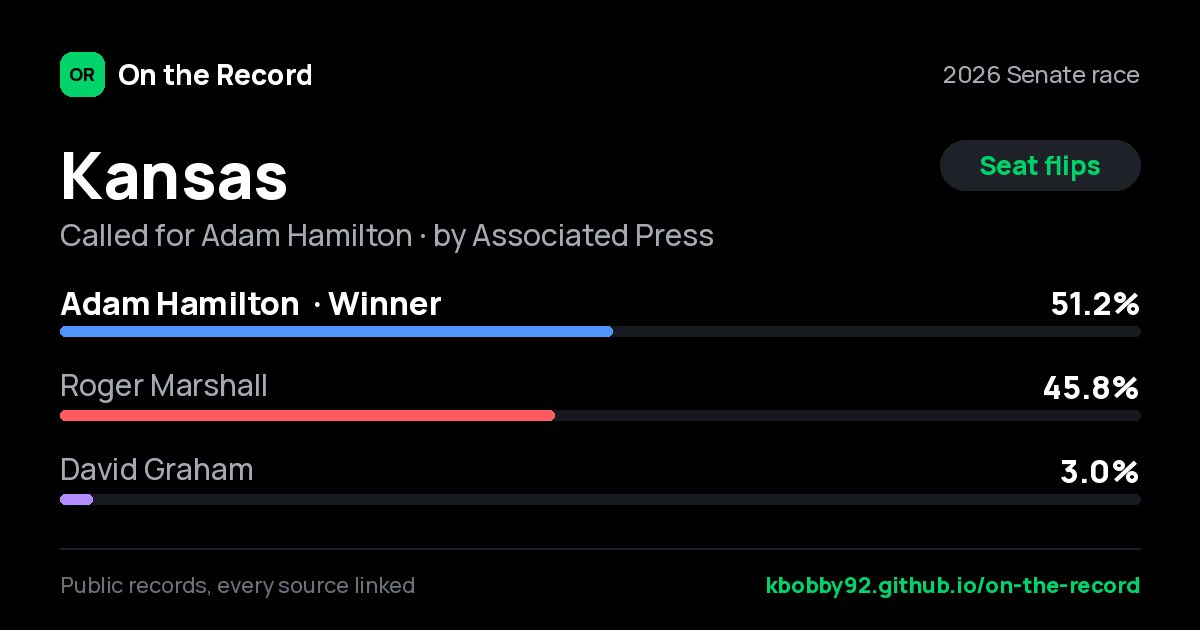 OR On the Record
2026 Senate race
Kansas
Seat flips
Called for Adam Hamilton · by Associated Press
Adam Hamilton · Winner 51.2%
Roger Marshall 45.8%
David Graham 3.0%
Public records, every source linked
kbobby92.github.io/on-the-record